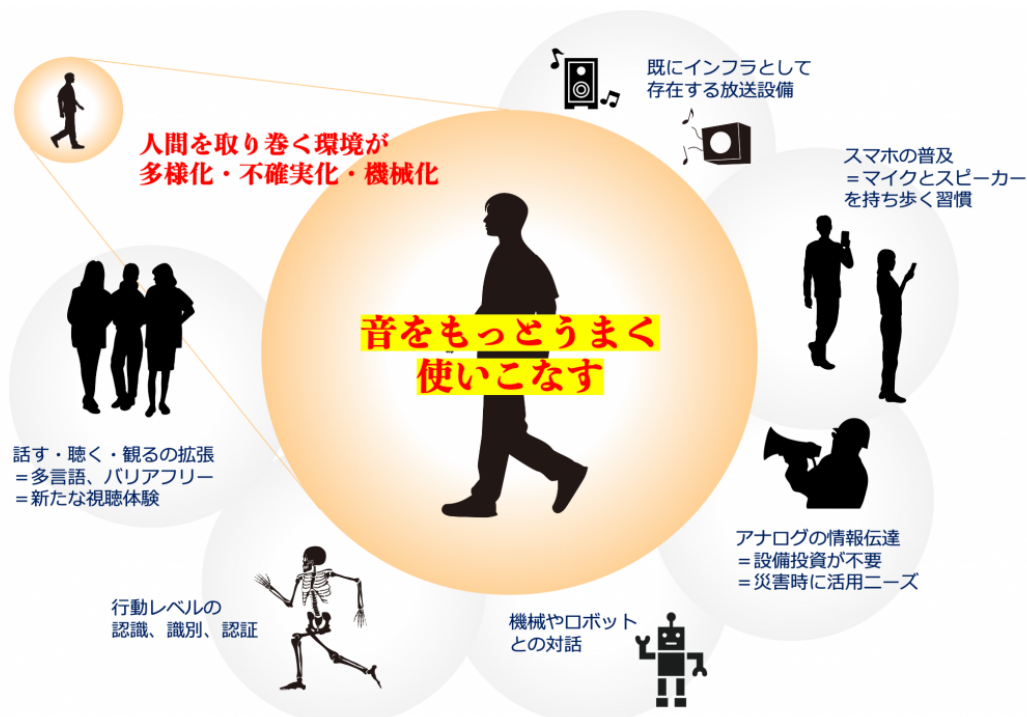 人間を取り巻く環境が
多様化・不確実化・機械化
音をもっとうまく
使いこなす
既にインフラとして
存在する放送設備
スマホの普及
＝マイクとスピーカー
を持ち歩く習慣
アナログの情報伝達
＝設備投資が不要
＝災害時に活用ニーズ
機械やロボット
との対話
行動レベルの
認識、識別、認証
話す・聴く・観るの拡張
＝多言語、バリアフリー
＝新たな視聴体験